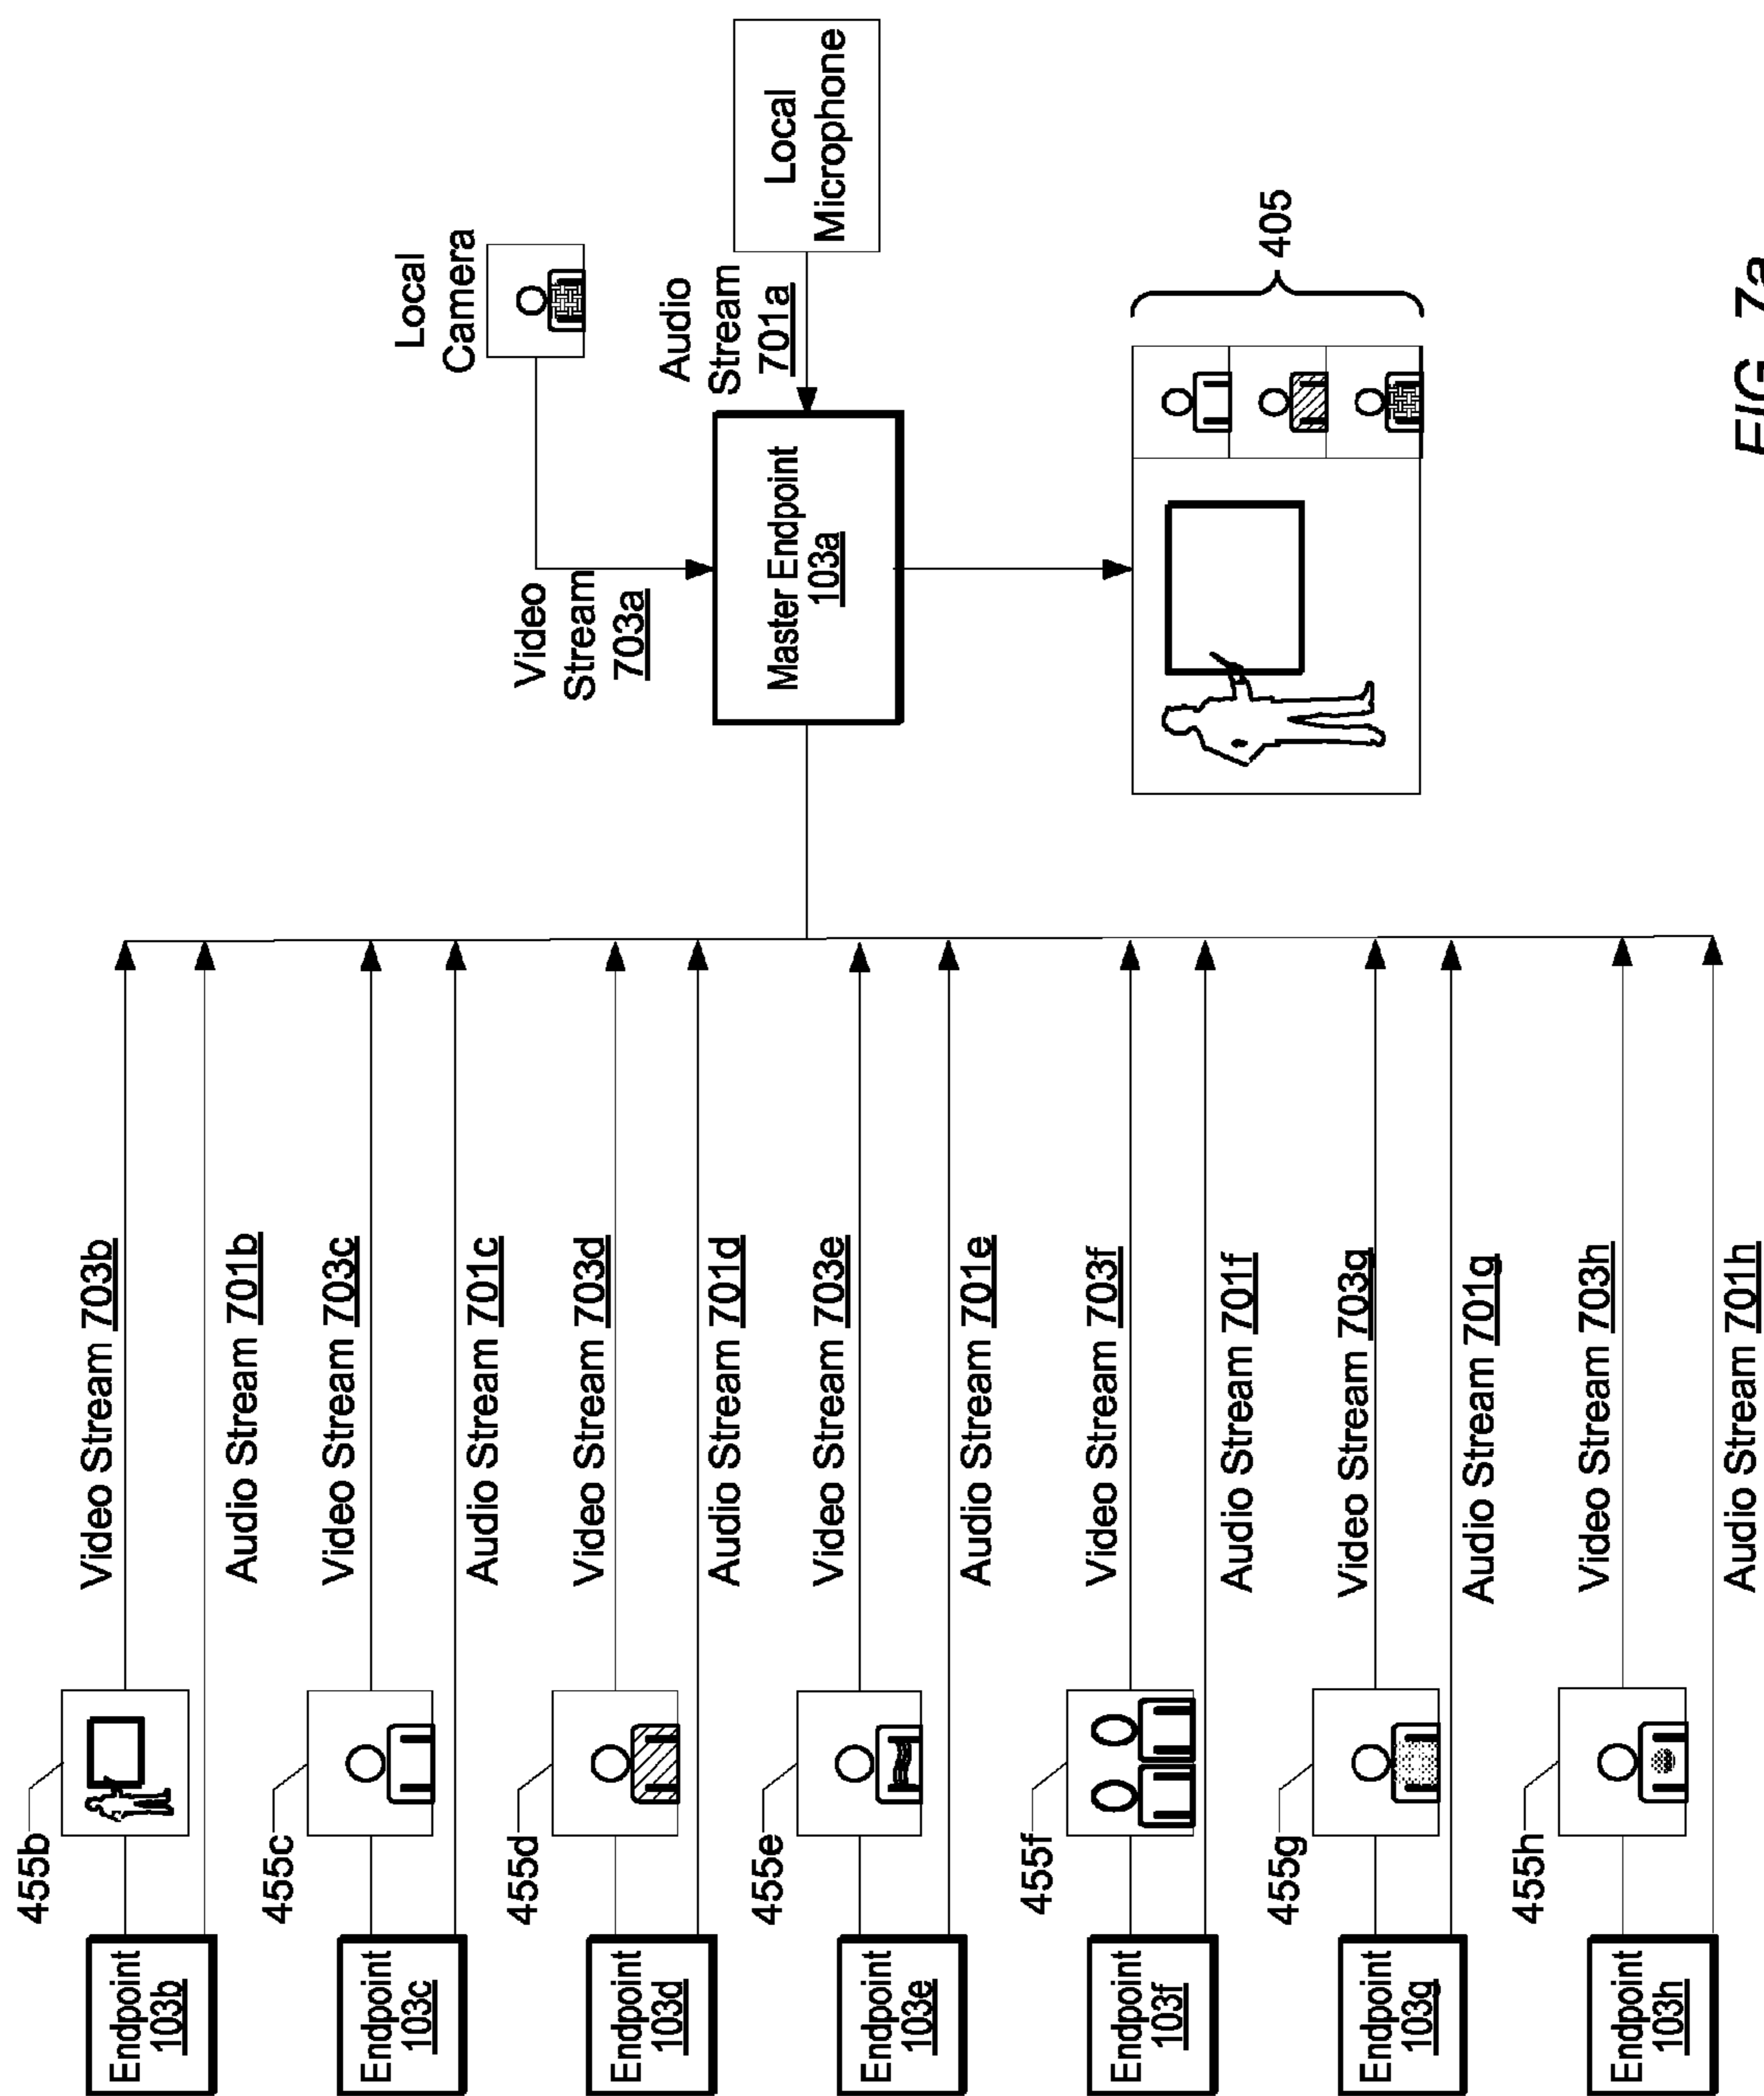 455b
Endpoint
103b
Video Stream 703b
Audio Stream 701b
455c
Endpoint
103c
Video Stream 703c
Audio Stream 701c
455d
Endpoint
103d
Video Stream 703d
Audio Stream 701d
455e
Endpoint
103e
Video Stream 703e
Audio Stream 701e
455f
Endpoint
103f
Video Stream 703f
Audio Stream 701f
455g
Endpoint
103g
Video Stream 703g
Audio Stream 701g
455h
Endpoint
103h
Video Stream 703h
Audio Stream 701h
Local
Camera
Video
Stream
703a
Audio
Stream
701a
Local
Microphone
Master Endpoint
103a
405
FIG. 7a